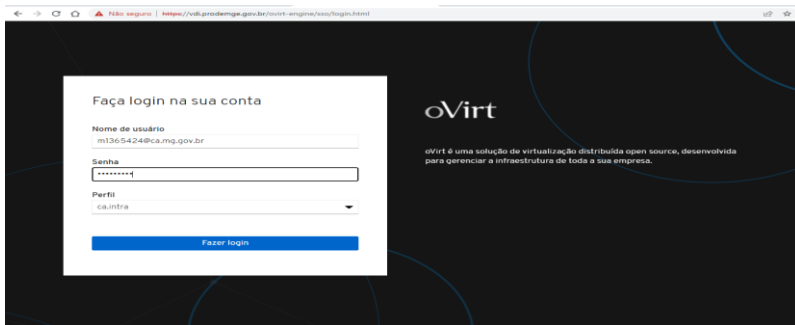 Não seguro | https://vdi.prodemge.gov.br/ovirt-engine/sso/login.html
Faça login na sua conta
Nome de usuário
m1365424@ca.mg.gov.br
Senha
•••••••••
Perfil
ca.intra
Fazer login
oVirt
oVirt é uma solução de virtualização distribuída open source, desenvolvida
para gerenciar a infraestrutura de toda a sua empresa.